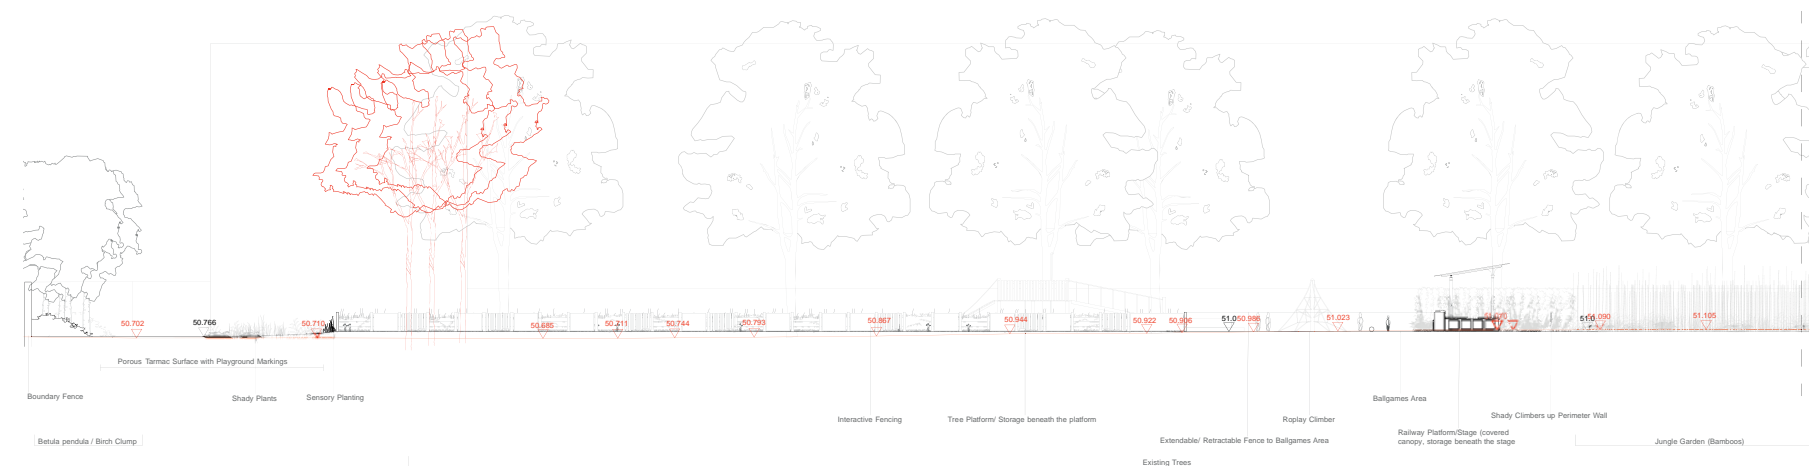 50.702
50.766
50.710
50.685
50.711
50.744
50.793
50.867
50.944
50.922
50.906
51.0
50.986
51.023
51.0
51.090
51.105
Porous Tarmac Surface with Playground Markings
Boundary Fence
Shady Plants
Sensory Planting
Ballgames Area
Interactive Fencing
Tree Platform/ Storage beneath the platform
Roplay Climber
Shady Climbers up Perimeter Wall
Railway Platform/Stage (covered
canopy, storage beneath the stage
Betula pendula / Birch Clump
Extendable/ Retractable Fence to Ballgames Area
Jungle Garden (Bamboos)
Existing Trees